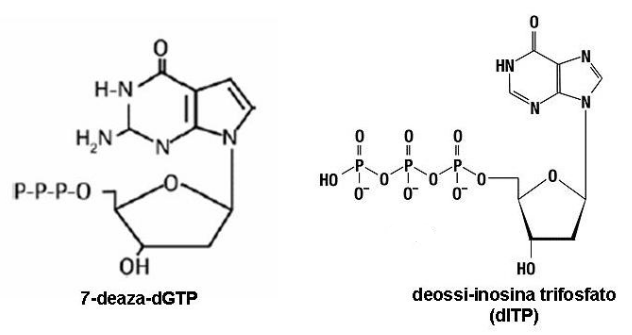 O
H-N
H₂N
N
N
P-P-P-O
O
OH
7-deaza-dGTP
O
HN
N
N
N
O
O
O
HO
P
O
P
O
P
O
O⁻
O⁻
O⁻
O
HO
deossi-inosina trifosfato
(dITP)